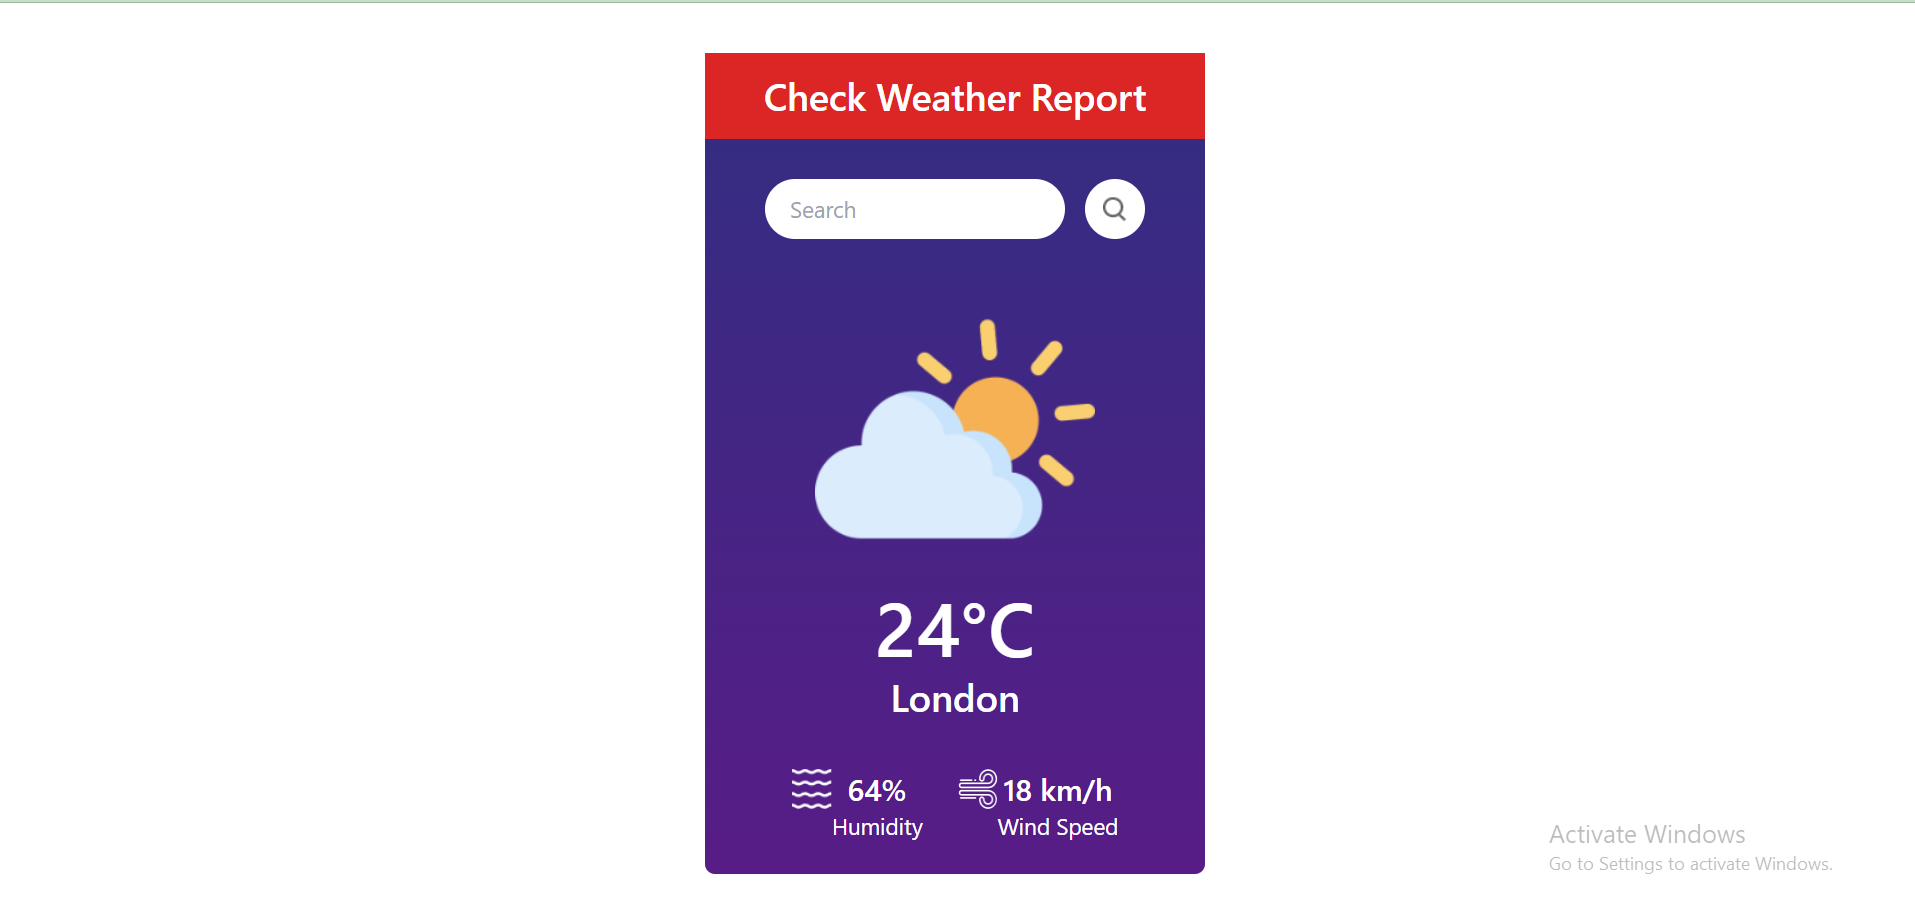 Check Weather Report
Search
24°C
London
64%
Humidity
18 km/h
Wind Speed
Activate Windows
Go to Settings to activate Windows.